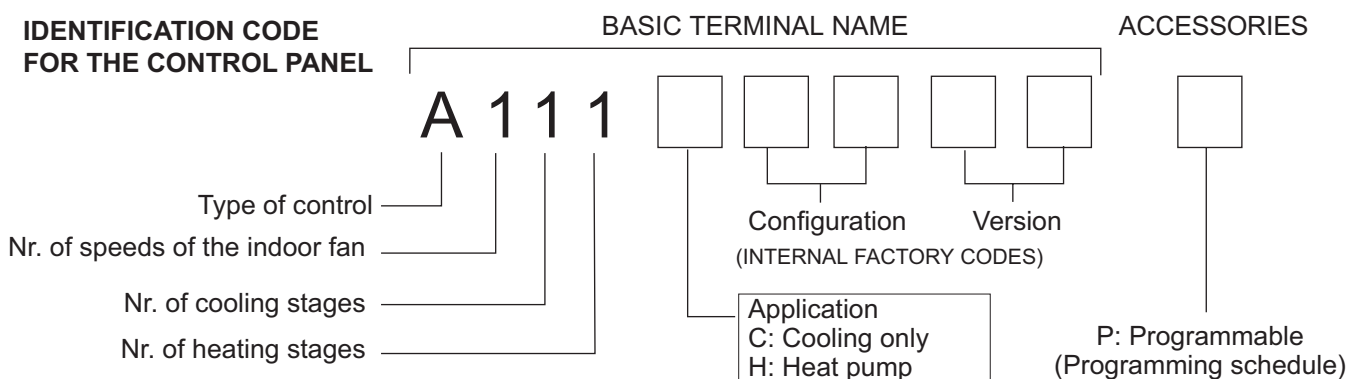 IDENTIFICATION CODE
FOR THE CONTROL PANEL
BASIC TERMINAL NAME
ACCESSORIES
A 1 1 1
Type of control
Nr. of speeds of the indoor fan
Nr. of cooling stages
Nr. of heating stages
Configuration
Version
(INTERNAL FACTORY CODES)
Application
C: Cooling only
H: Heat pump
P: Programmable
(Programming schedule)